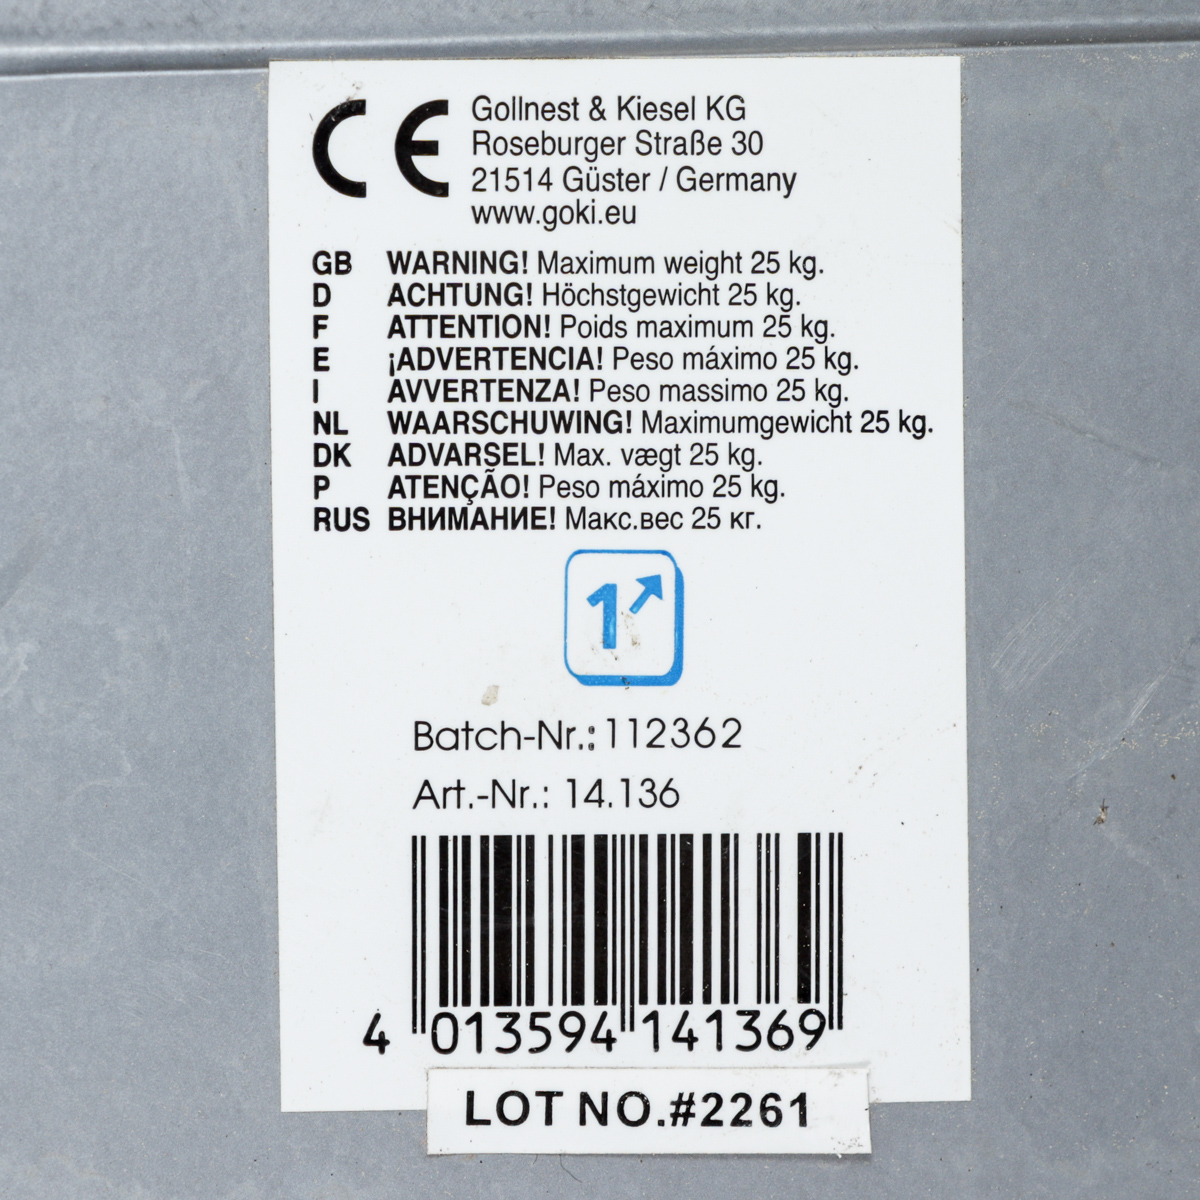 CE
Gollnest & Kiesel KG
Roseburger Straße 30
21514 Güster / Germany
www.goki.eu
GB WARNING! Maximum weight 25 kg.
D ACHTUNG! Höchstgewicht 25 kg.
F ATTENTION! Poids maximum 25 kg.
E ¡ADVERTENCIA! Peso máximo 25 kg.
I AVVERTENZA! Peso massimo 25 kg.
NL WAARSCHUWING! Maximumgewicht 25 kg.
DK ADVARSEL! Max. vægt 25 kg.
P ATENÇÃO! Peso máximo 25 kg.
RUS ВНИМАНИЕ! Макс.вес 25 кг.
1
Batch-Nr.: 112362
Art.-Nr.: 14.136
4 013594 141369
LOT NO.#2261